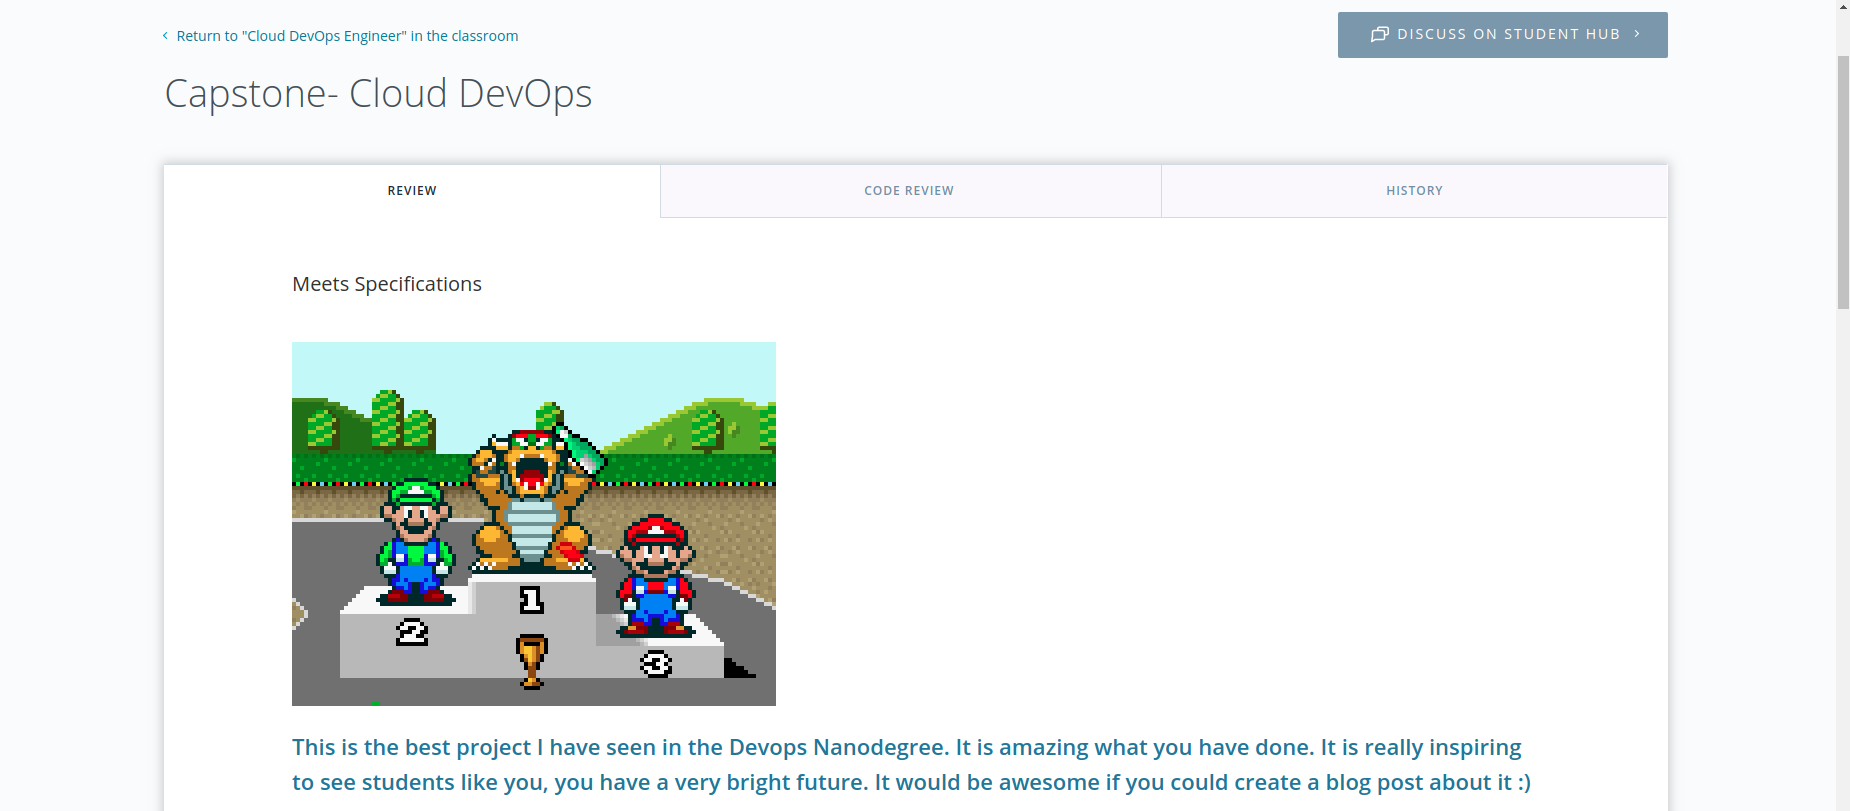 Return to "Cloud DevOps Engineer" in the classroom
DISCUSS ON STUDENT HUB
Capstone- Cloud DevOps
REVIEW
CODE REVIEW
HISTORY
Meets Specifications
1
2
3
This is the best project I have seen in the Devops Nanodegree. It is amazing what you have done. It is really inspiring
to see students like you, you have a very bright future. It would be awesome if you could create a blog post about it :)